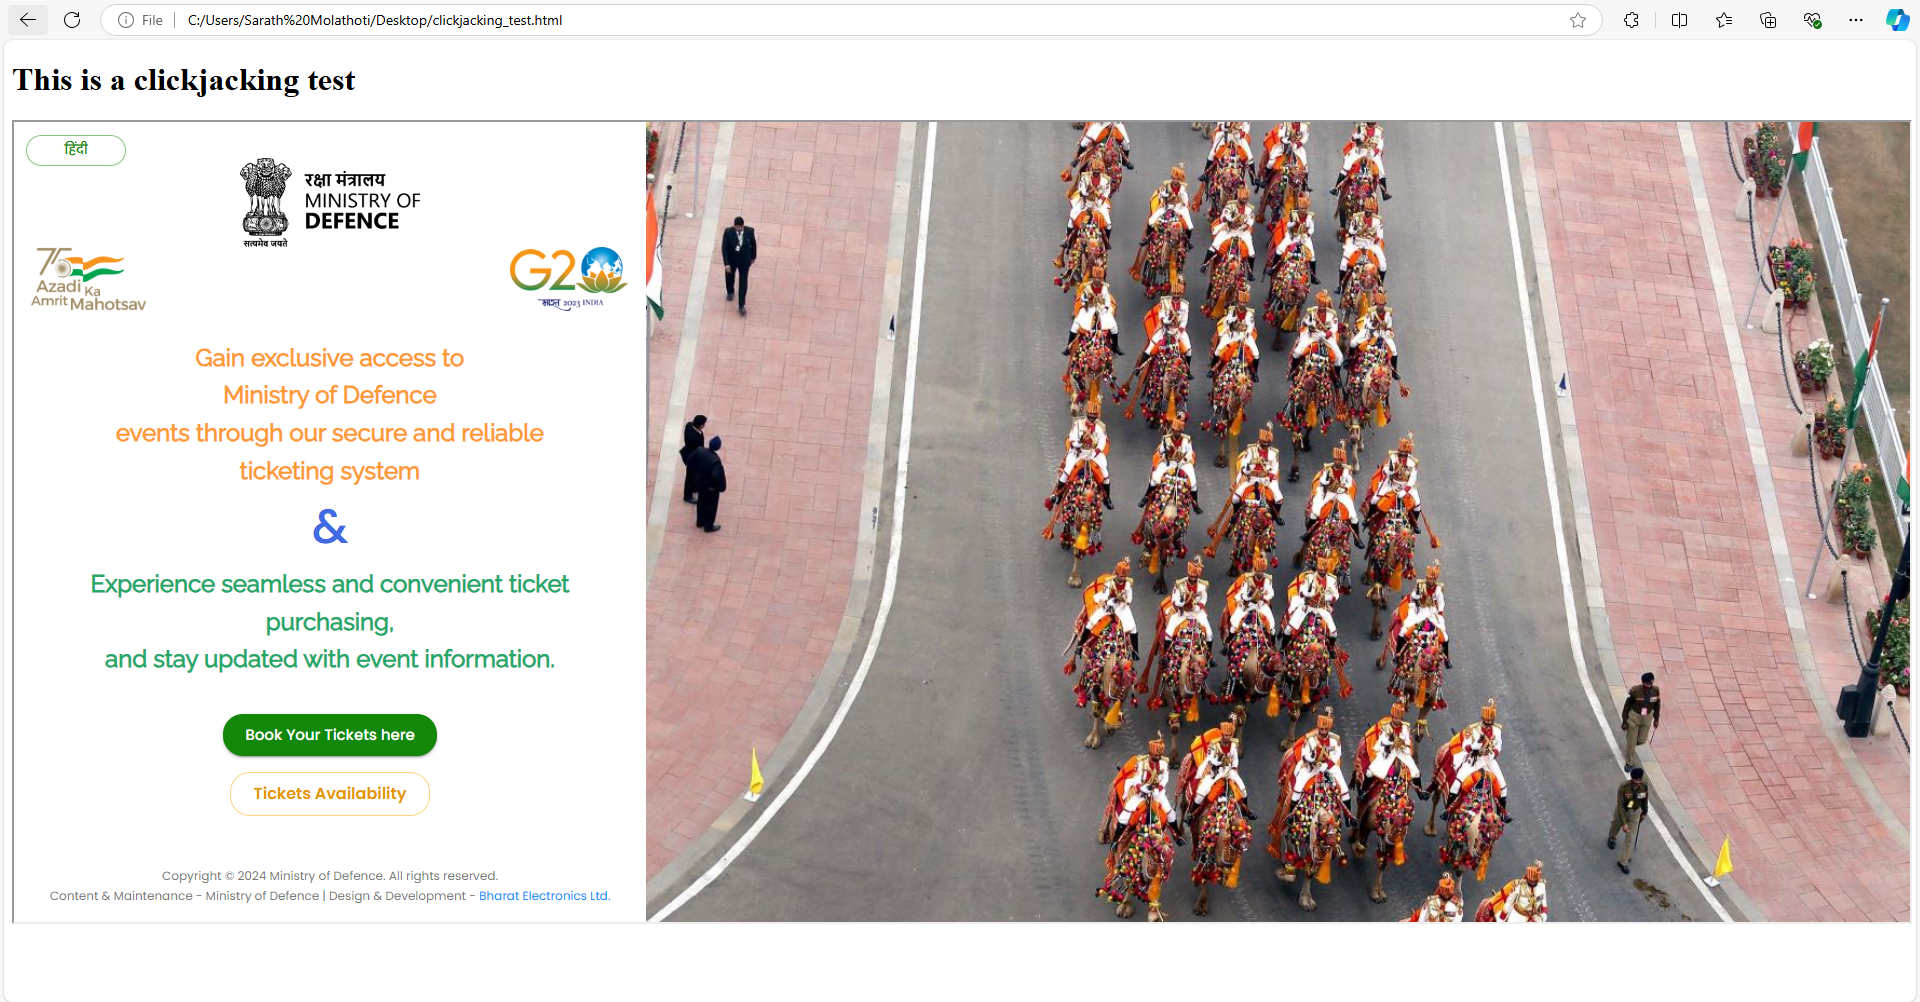 File
C:/Users/Sarath%20Molathoti/Desktop/clickjacking_test.html
This is a clickjacking test
हिंदी
रक्षा मंत्रालय
MINISTRY OF
DEFENCE
सत्यमेव जयते
75
Azadi Ka
Amrit Mahotsav
G20
भारत 2023 INDIA
Gain exclusive access to
Ministry of Defence
events through our secure and reliable
ticketing system
&
Experience seamless and convenient ticket
purchasing,
and stay updated with event information.
Book Your Tickets here
Tickets Availability
Copyright © 2024 Ministry of Defence. All rights reserved.
Content & Maintenance - Ministry of Defence | Design & Development - Bharat Electronics Ltd.